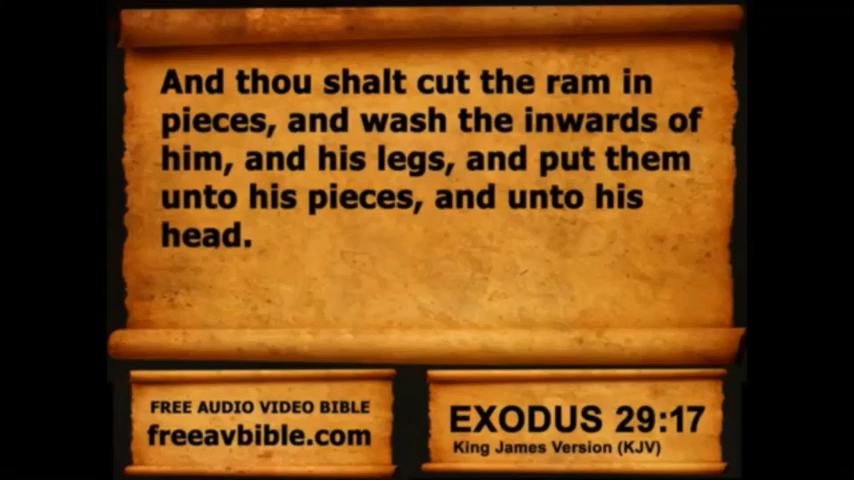 And thou shalt cut the ram in
pieces, and wash the inwards of
him, and his legs, and put them
unto his pieces, and unto his
head.
FREE AUDIO VIDEO BIBLE
freeavbible.com
EXODUS 29:17
King James Version (KJV)